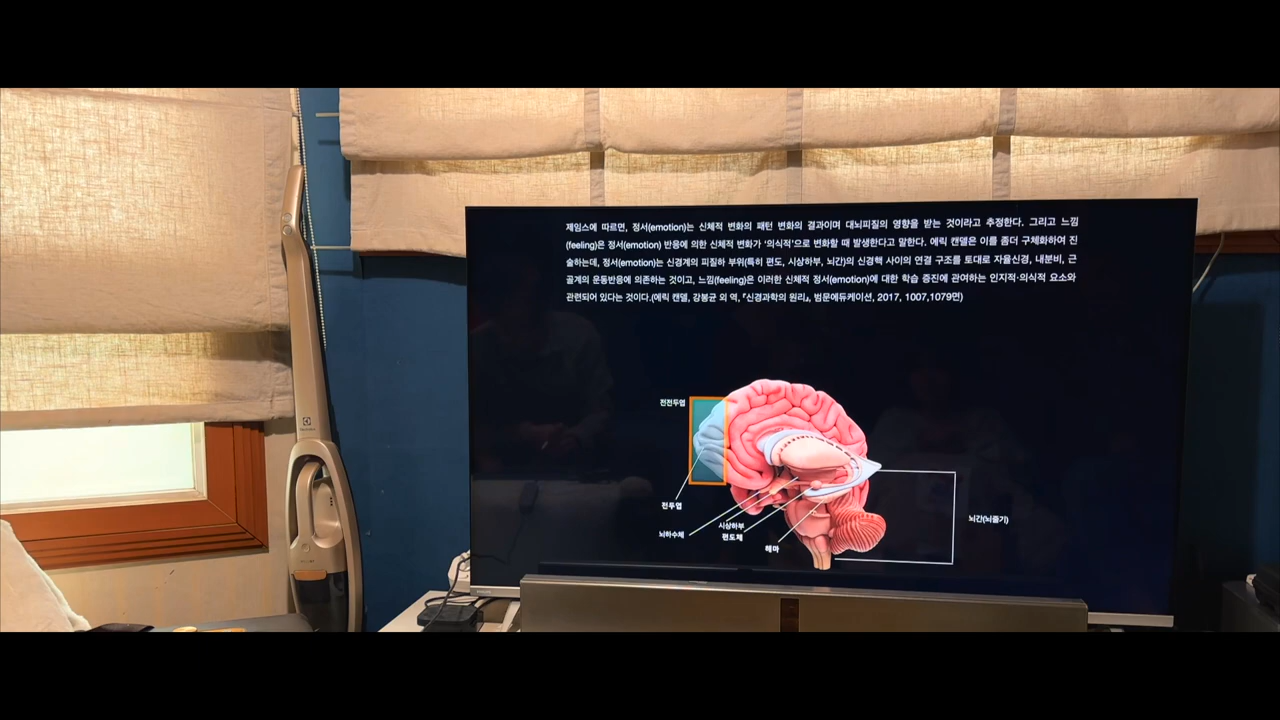 제임스에 따르면, 정서(emotion)는 신체적 변화의 패턴 변화의 결과이며 대뇌피질의 영향을 받는 것이라고 추정한다. 그리고 느낌
(feeling)은 정서(emotion) 반응에 의한 신체적 변화가 '의식적'으로 변화할 때 발생한다고 말한다. 에릭 캔델은 이를 좀더 구체화하여 진
술하는데, 정서(emotion)는 신경계의 피질하 부위(특히 편도, 시상하부, 뇌간)의 신경핵 사이의 연결 구조를 토대로 자율신경, 내분비, 근
골계의 운동반응에 의존하는 것이고, 느낌(feeling)은 이러한 신체적 정서(emotion)에 대한 학습 증진에 관여하는 인지적·의식적 요소와
관련되어 있다는 것이다.(에릭 캔델, 강봉균 외 역, 『신경과학의 원리』, 범문에듀케이션, 2017, 1007,1079면)
전전두엽
전두엽
뇌하수체
시상하부
편도체
해마
뇌간(뇌줄기)
Electrolux